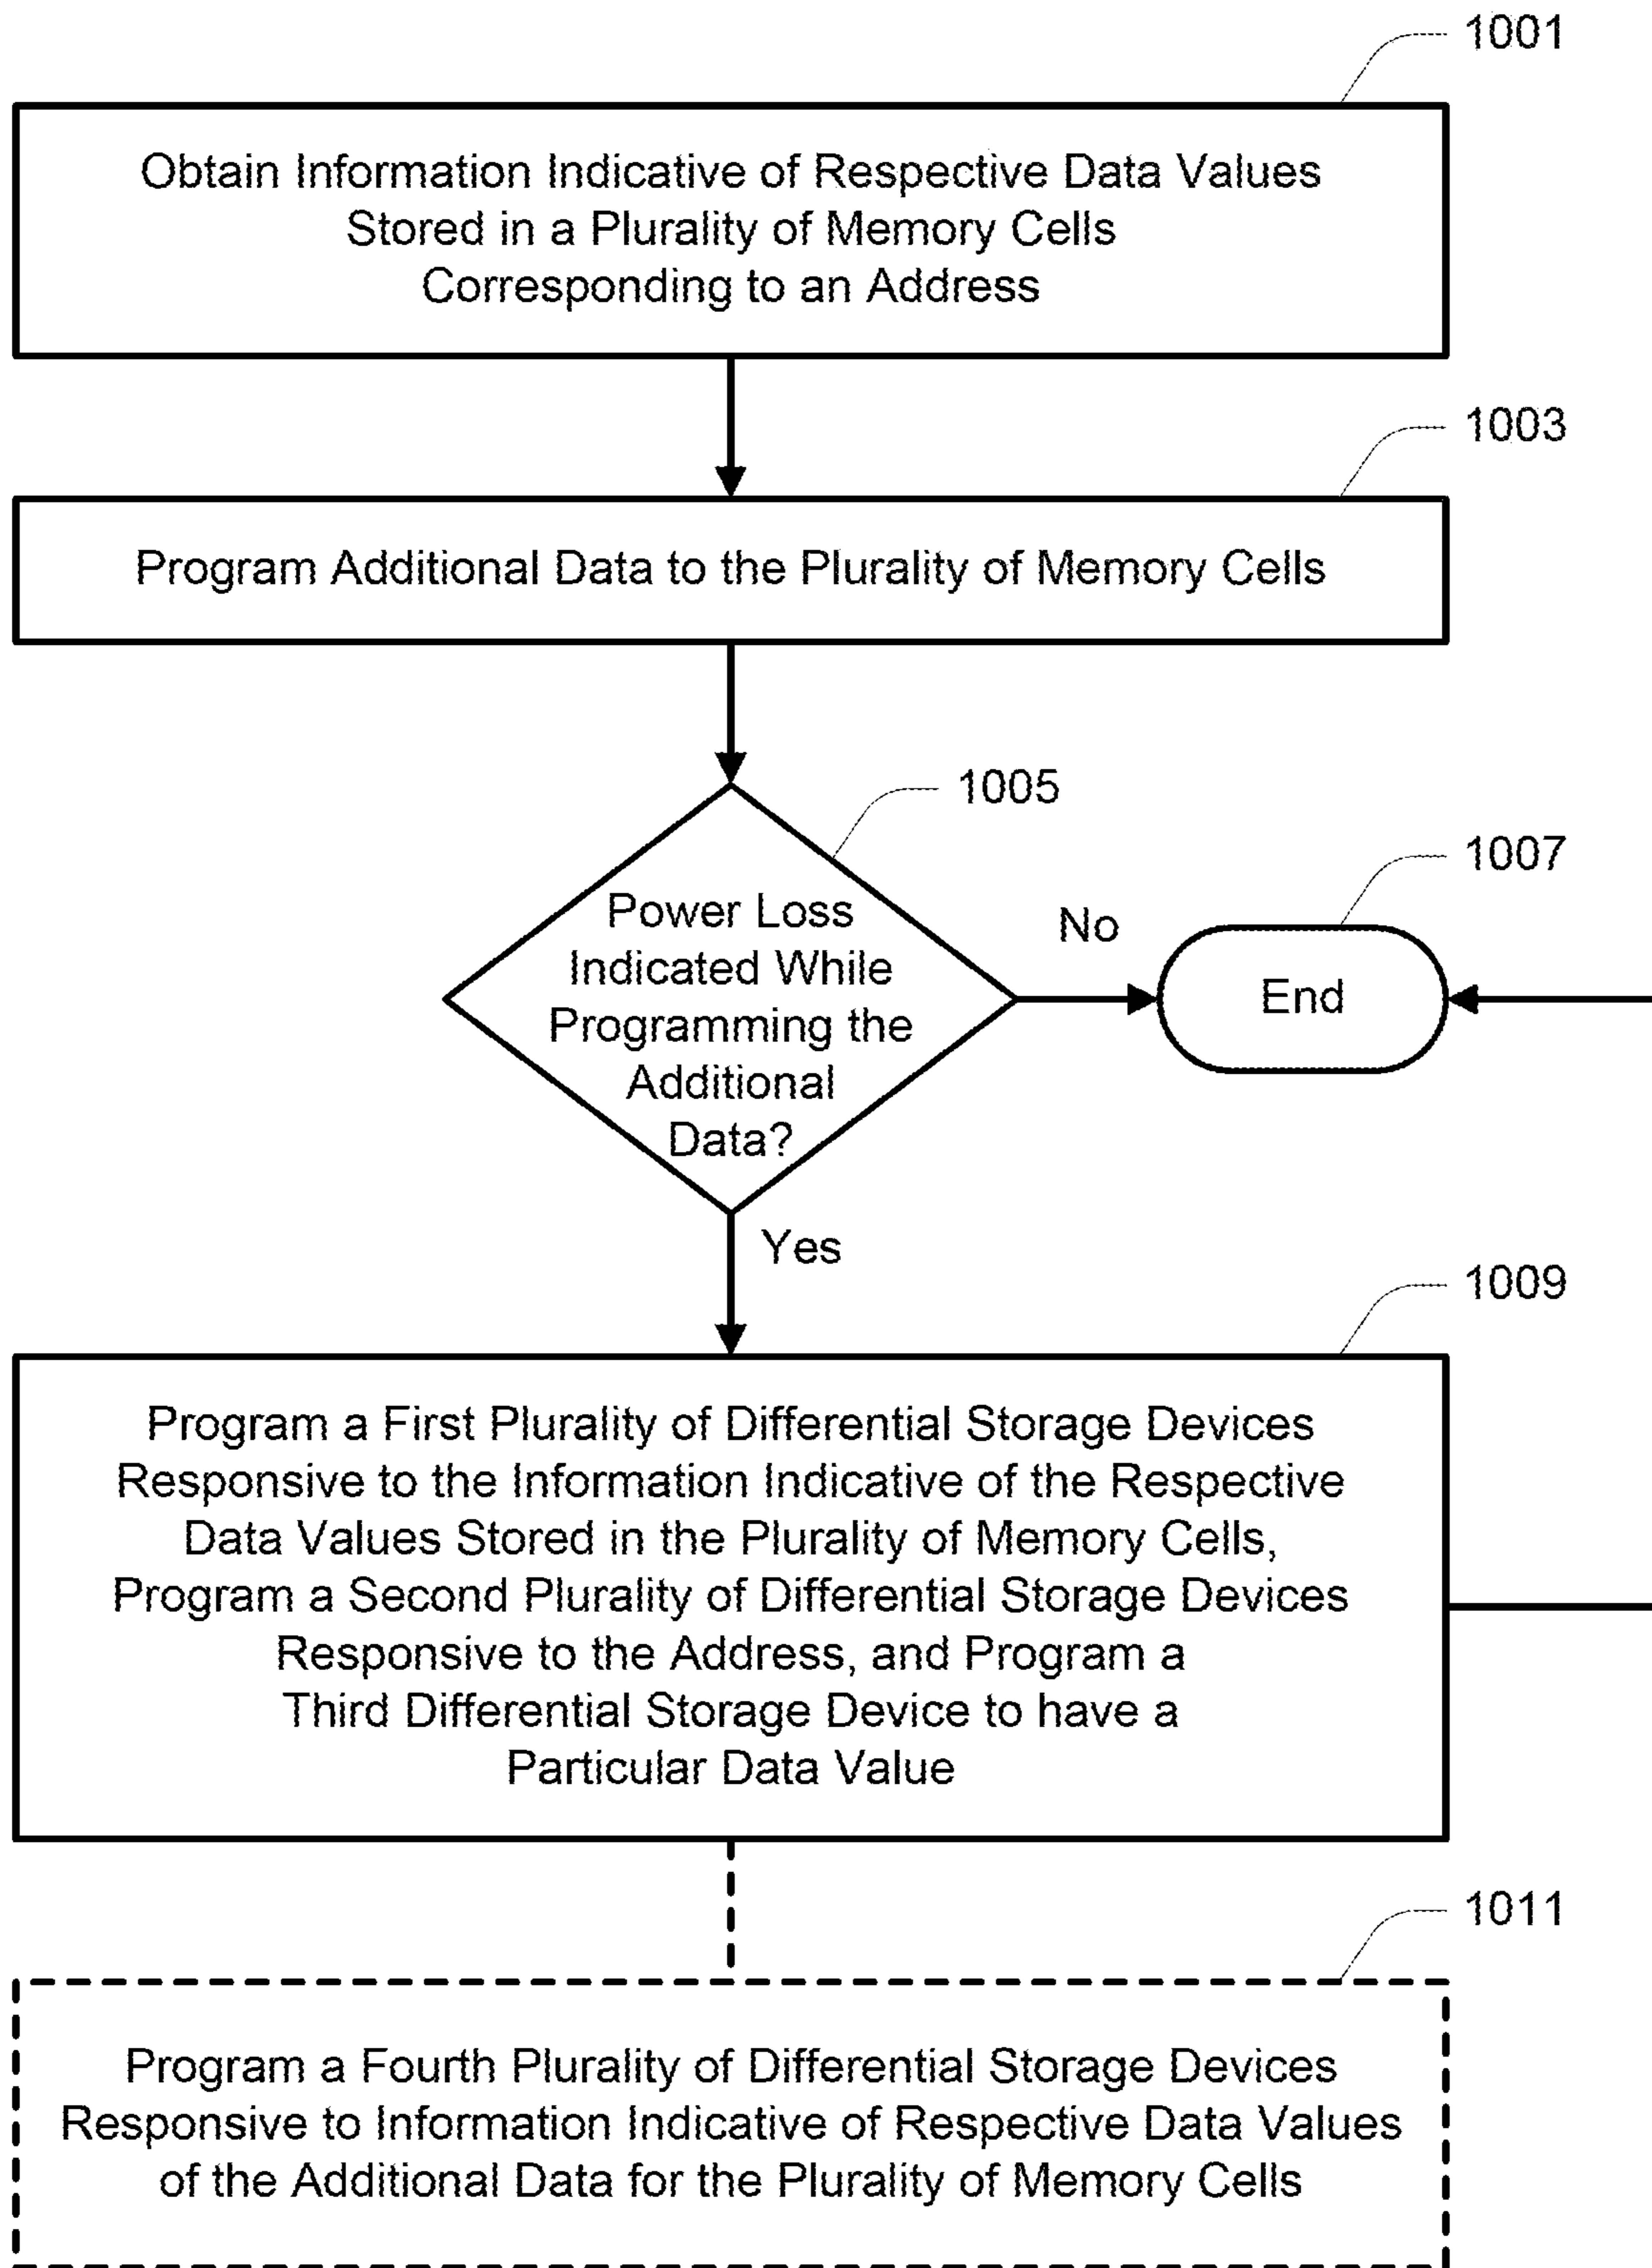 1001
Obtain Information Indicative of Respective Data Values
Stored in a Plurality of Memory Cells
Corresponding to an Address
1003
Program Additional Data to the Plurality of Memory Cells
1005
Power Loss
Indicated While
Programming the
Additional
Data?
No
1007
End
Yes
1009
Program a First Plurality of Differential Storage Devices
Responsive to the Information Indicative of the Respective
Data Values Stored in the Plurality of Memory Cells,
Program a Second Plurality of Differential Storage Devices
Responsive to the Address, and Program a
Third Differential Storage Device to have a
Particular Data Value
1011
Program a Fourth Plurality of Differential Storage Devices
Responsive to Information Indicative of Respective Data Values
of the Additional Data for the Plurality of Memory Cells